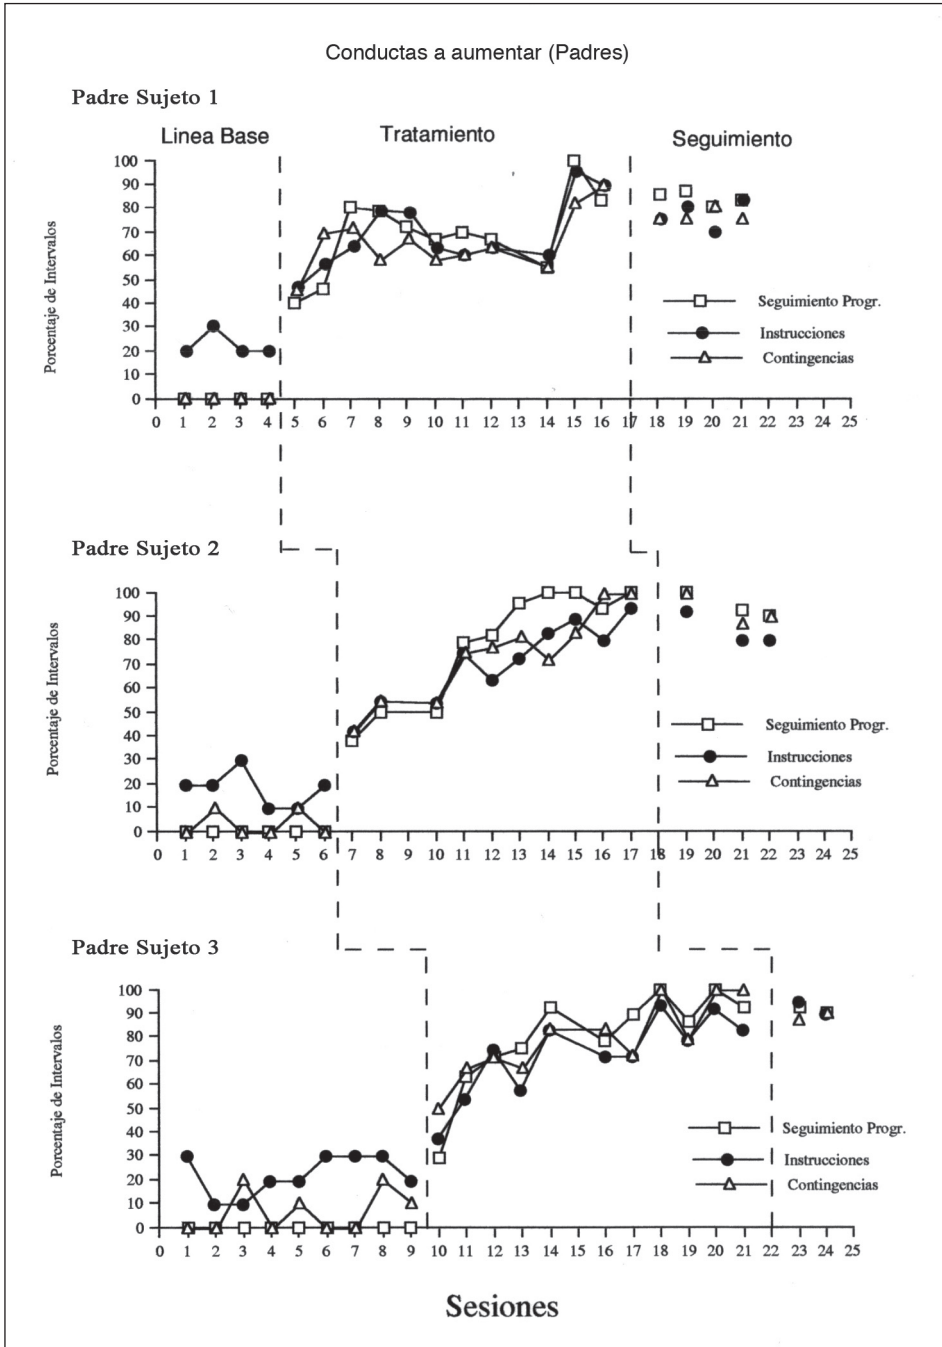 Conductas a aumentar (Padres)
Padre Sujeto 1
Linea Base Tratamiento Seguimiento
Porcentaje de Intervalos
100
90
80
70
60
50
40
30
20
10
0
0 1 2 3 4 5 6 7 8 9 10 11 12 13 14 15 16 17 18 19 20 21 22 23 24 25
Seguimiento Progr.
Instrucciones
Contingencias
Padre Sujeto 2
Porcentaje de Intervalos
100
90
80
70
60
50
40
30
20
10
0
0 1 2 3 4 5 6 7 8 9 10 11 12 13 14 15 16 17 18 19 20 21 22 23 24 25
Seguimiento Progr.
Instrucciones
Contingencias
Padre Sujeto 3
Porcentaje de Intervalos
100
90
80
70
60
50
40
30
20
10
0
0 1 2 3 4 5 6 7 8 9 10 11 12 13 14 15 16 17 18 19 20 21 22 23 24 25
Seguimiento Progr.
Instrucciones
Contingencias
Sesiones